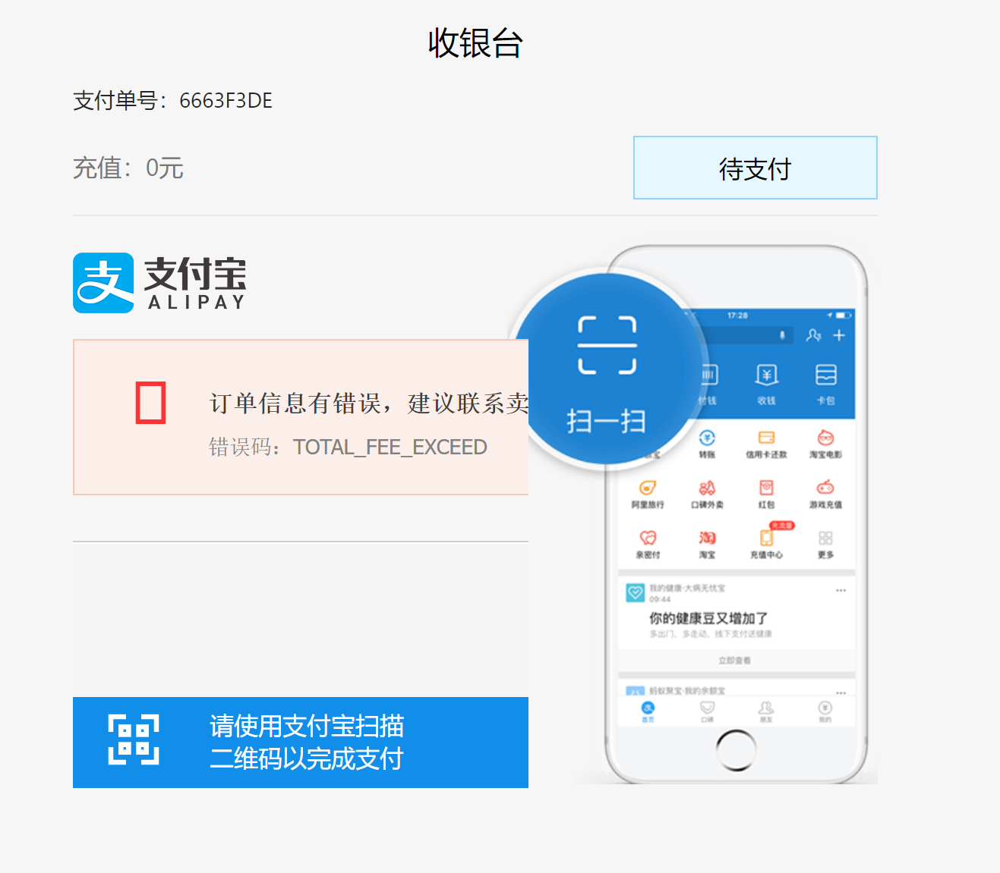 收银台
支付单号：6663F3DE
充值：0元
待支付
支付宝
ALIPAY
订单信息有错误，建议联系卖
错误码：TOTAL_FEE_EXCEED
请使用支付宝扫描
二维码以完成支付
17:28
扫一扫
付钱
收钱
卡包
转账
信用卡还款
淘宝电影
阿里旅行
口碑外卖
红包
游戏充值
充流量
亲密付
淘宝
充值中心
更多
我的健康·大病无忧宝
09:44
你的健康豆又增加了
多出门，多走动，线下支付送健康
立即查看
蚂蚁聚宝·我的余额宝
首页
口碑
朋友
我的